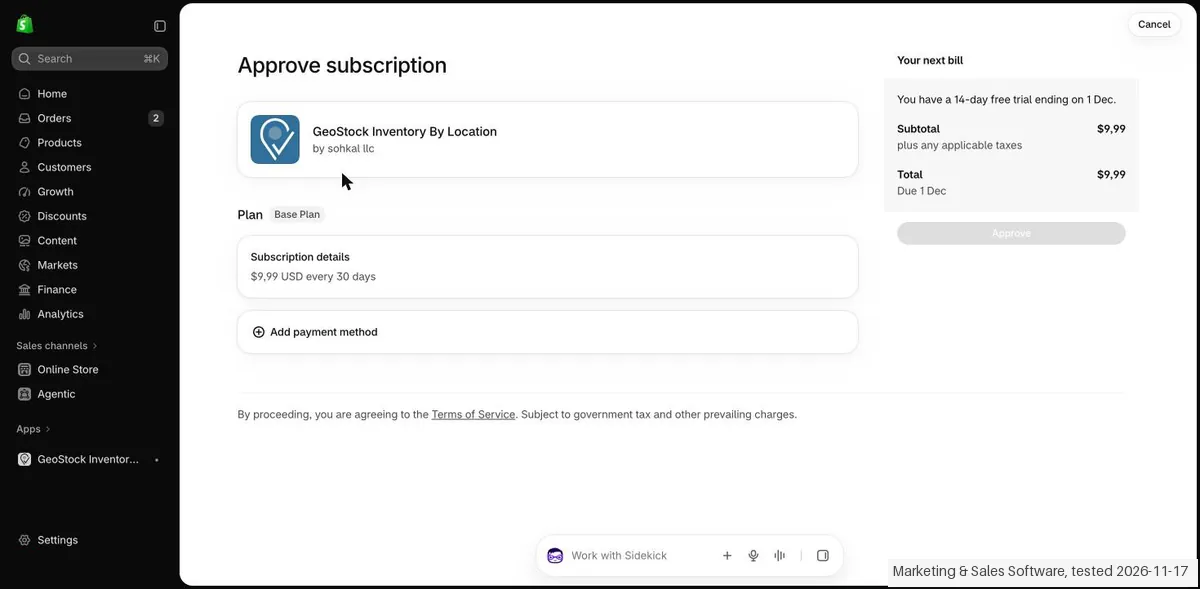 Search ⌘K
Home
Orders 2
Products
Customers
Growth
Discounts
Content
Markets
Finance
Analytics
Sales channels
Online Store
Agentic
Apps
GeoStock Inventor...
Settings
Cancel
Approve subscription
GeoStock Inventory By Location
by sohkal llc
Plan Base Plan
Subscription details
$9,99 USD every 30 days
Add payment method
By proceeding, you are agreeing to the Terms of Service. Subject to government tax and other prevailing charges.
Your next bill
You have a 14-day free trial ending on 1 Dec.
Subtotal $9,99
plus any applicable taxes
Total $9,99
Due 1 Dec
Approve
Work with Sidekick
Marketing & Sales Software, tested 2026-11-17